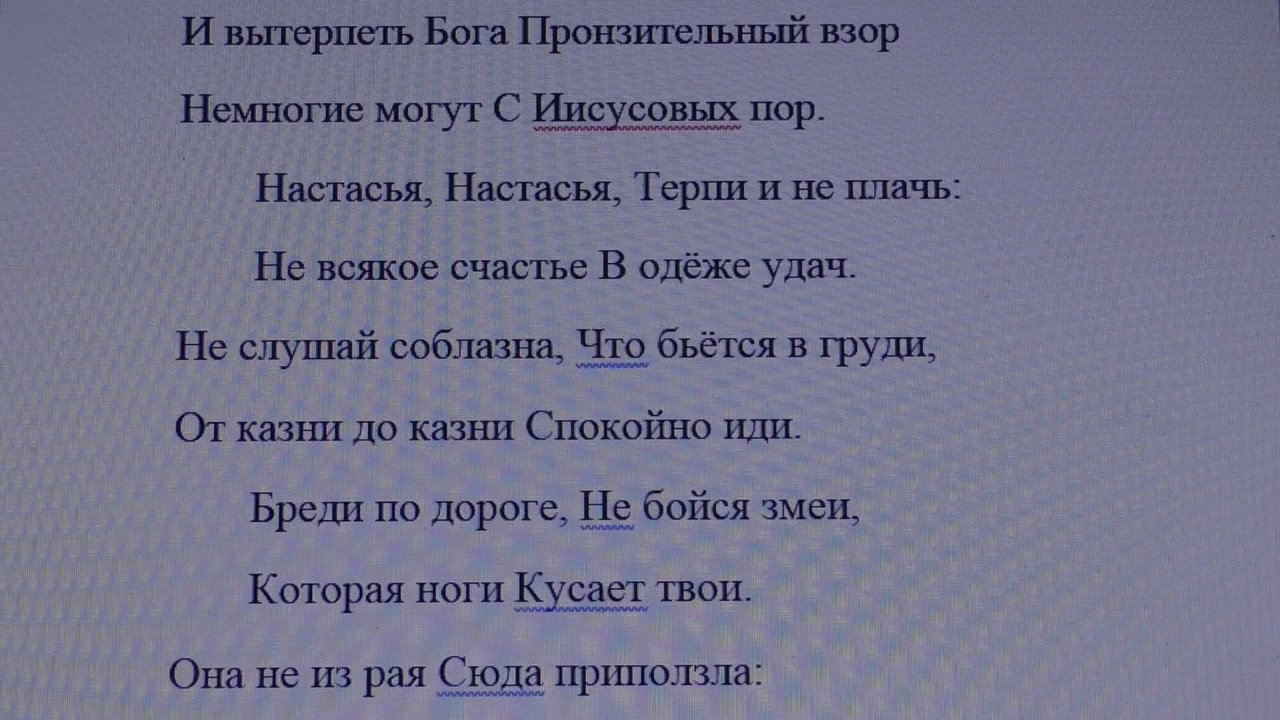 И вытерпеть Бога Пронзительный взор
Немногие могут С Иисусовых пор.
Настасья, Настасья, Терпи и не плачь:
Не всякое счастье В одёже удач.
Не слушай соблазна, Что бьётся в груди,
От казни до казни Спокойно иди.
Бреди по дороге, Не бойся змеи,
Которая ноги Кусает твои.
Она не из рая Сюда приползла: